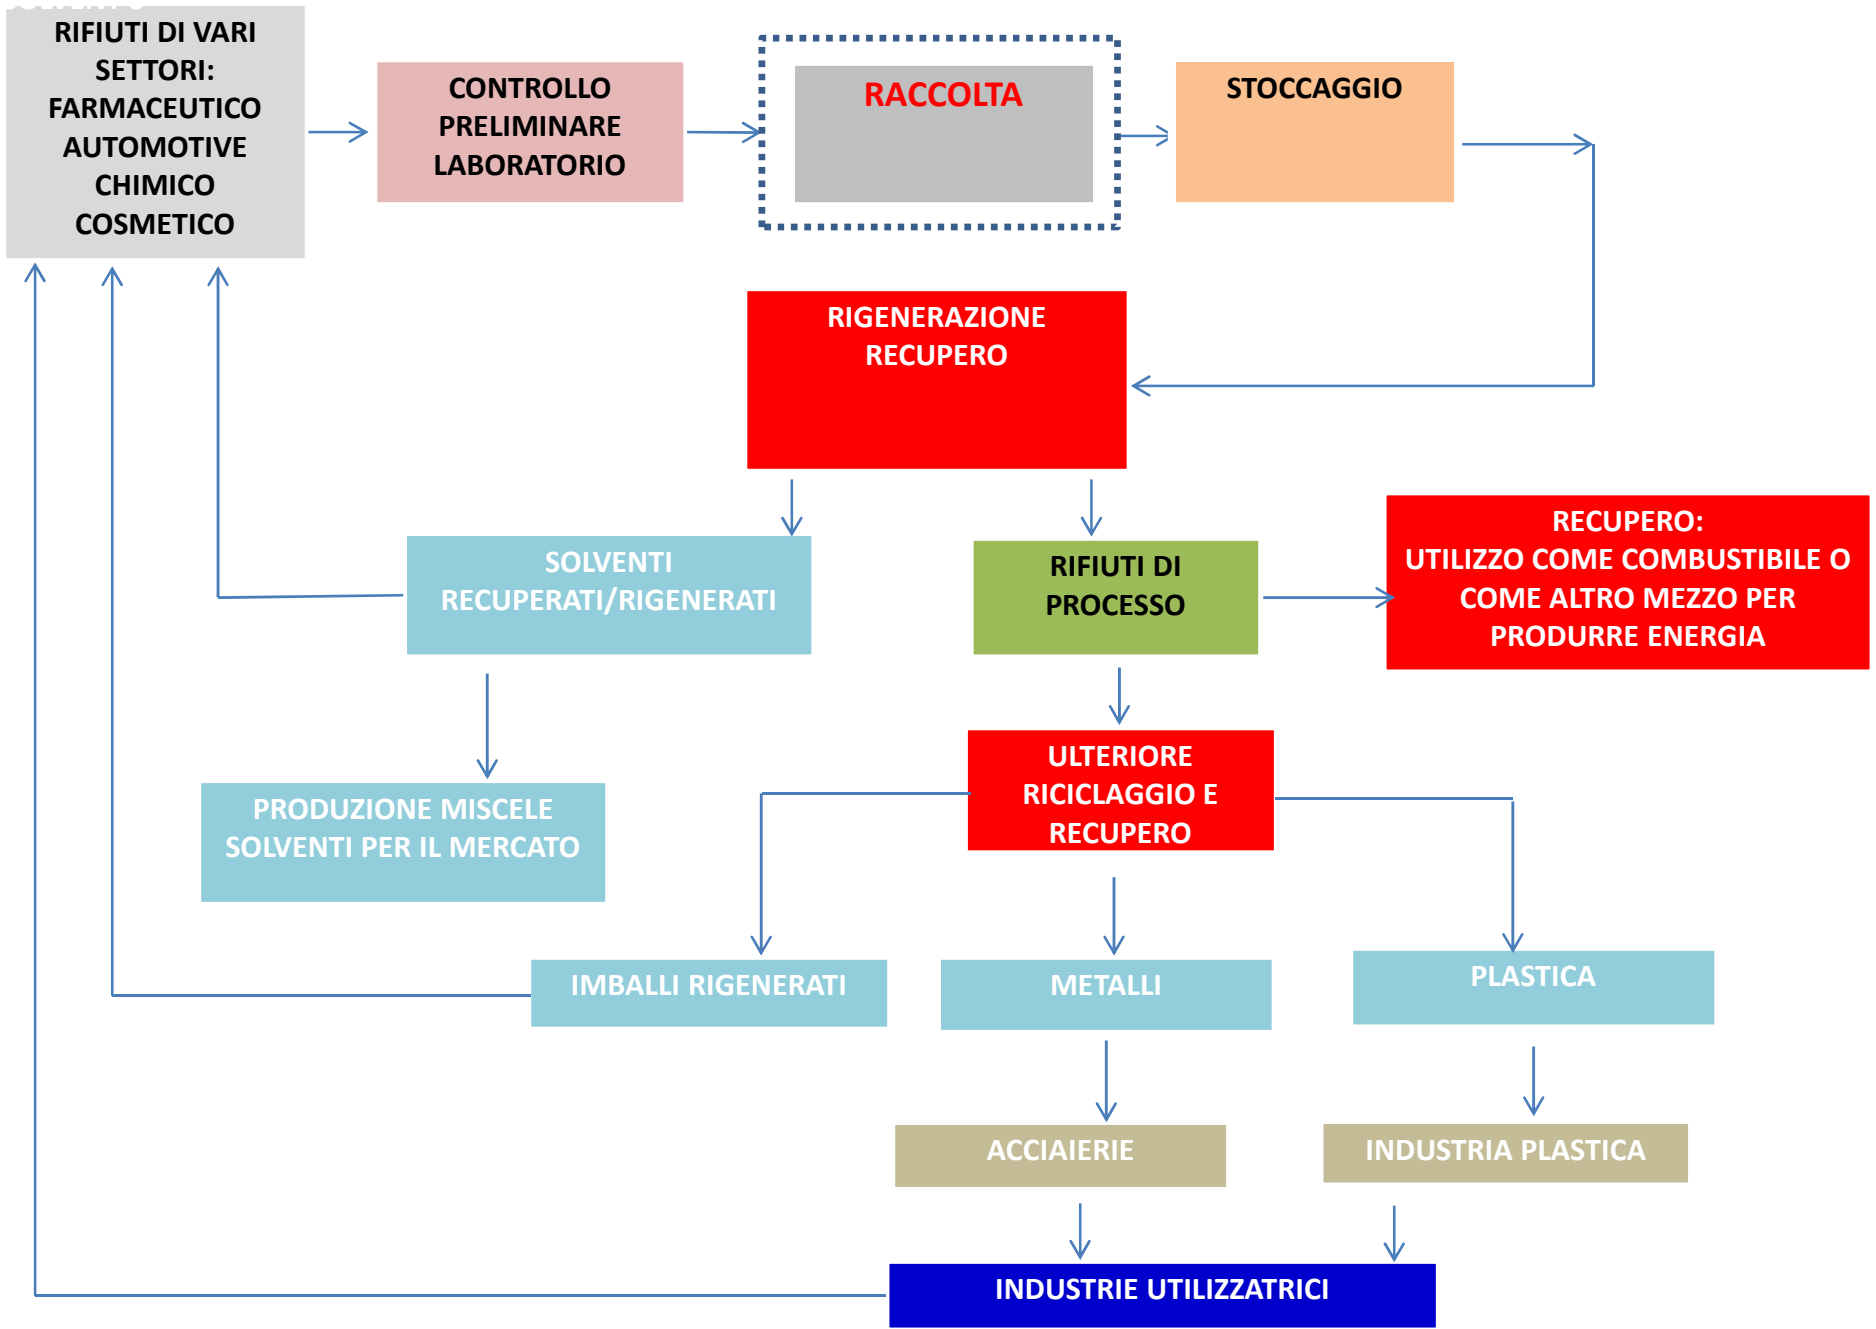 RIFIUTI DI VARI
SETTORI:
FARMACEUTICO
AUTOMOTIVE
CHIMICO
COSMETICO
CONTROLLO
PRELIMINARE
LABORATORIO
RACCOLTA
STOCCAGGIO
RIGENERAZIONE
RECUPERO
SOLVENTI
RECUPERATI/RIGENERATI
RIFIUTI DI
PROCESSO
RECUPERO:
UTILIZZO COME COMBUSTIBILE O
COME ALTRO MEZZO PER
PRODURRE ENERGIA
PRODUZIONE MISCELE
SOLVENTI PER IL MERCATO
ULTERIORE
RICICLAGGIO E
RECUPERO
IMBALLI RIGENERATI
METALLI
PLASTICA
ACCIAIERIE
INDUSTRIA PLASTICA
INDUSTRIE UTILIZZATRICI